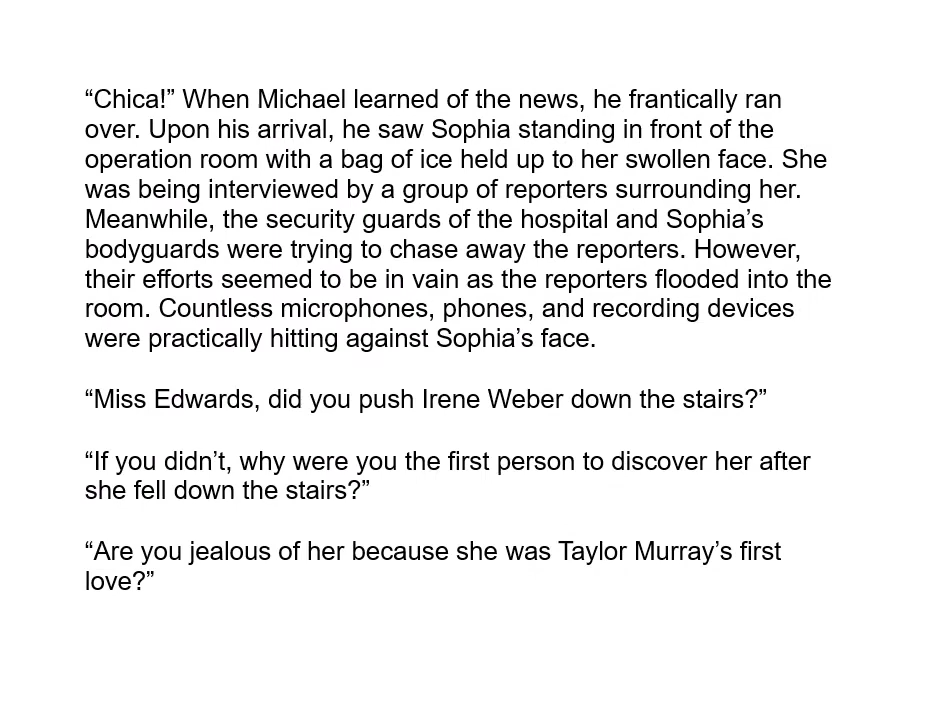 “Chica!” When Michael learned of the news, he frantically ran
over. Upon his arrival, he saw Sophia standing in front of the
operation room with a bag of ice held up to her swollen face. She
was being interviewed by a group of reporters surrounding her.
Meanwhile, the security guards of the hospital and Sophia’s
bodyguards were trying to chase away the reporters. However,
their efforts seemed to be in vain as the reporters flooded into the
room. Countless microphones, phones, and recording devices
were practically hitting against Sophia’s face.
“Miss Edwards, did you push Irene Weber down the stairs?”
“If you didn’t, why were you the first person to discover her after
she fell down the stairs?”
“Are you jealous of her because she was Taylor Murray’s first
love?”